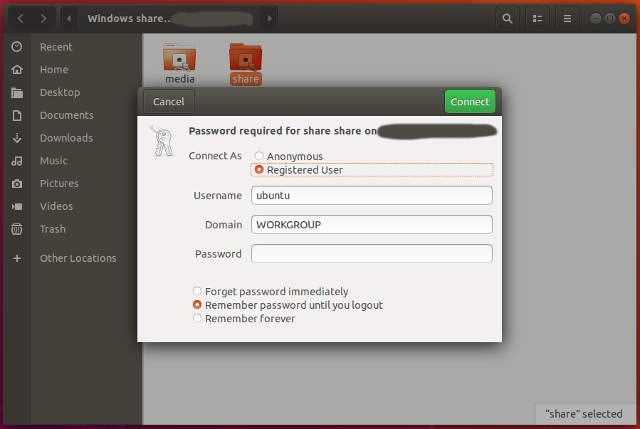 Windows share..
Recent
Home
Desktop
Documents
Downloads
Music
Pictures
Videos
Trash
Other Locations
media
share
Cancel
Connect
Password required for share share on
Connect As
Anonymous
Registered User
Username
ubuntu
Domain
WORKGROUP
Password
Forget password immediately
Remember password until you logout
Remember forever
“share” selected